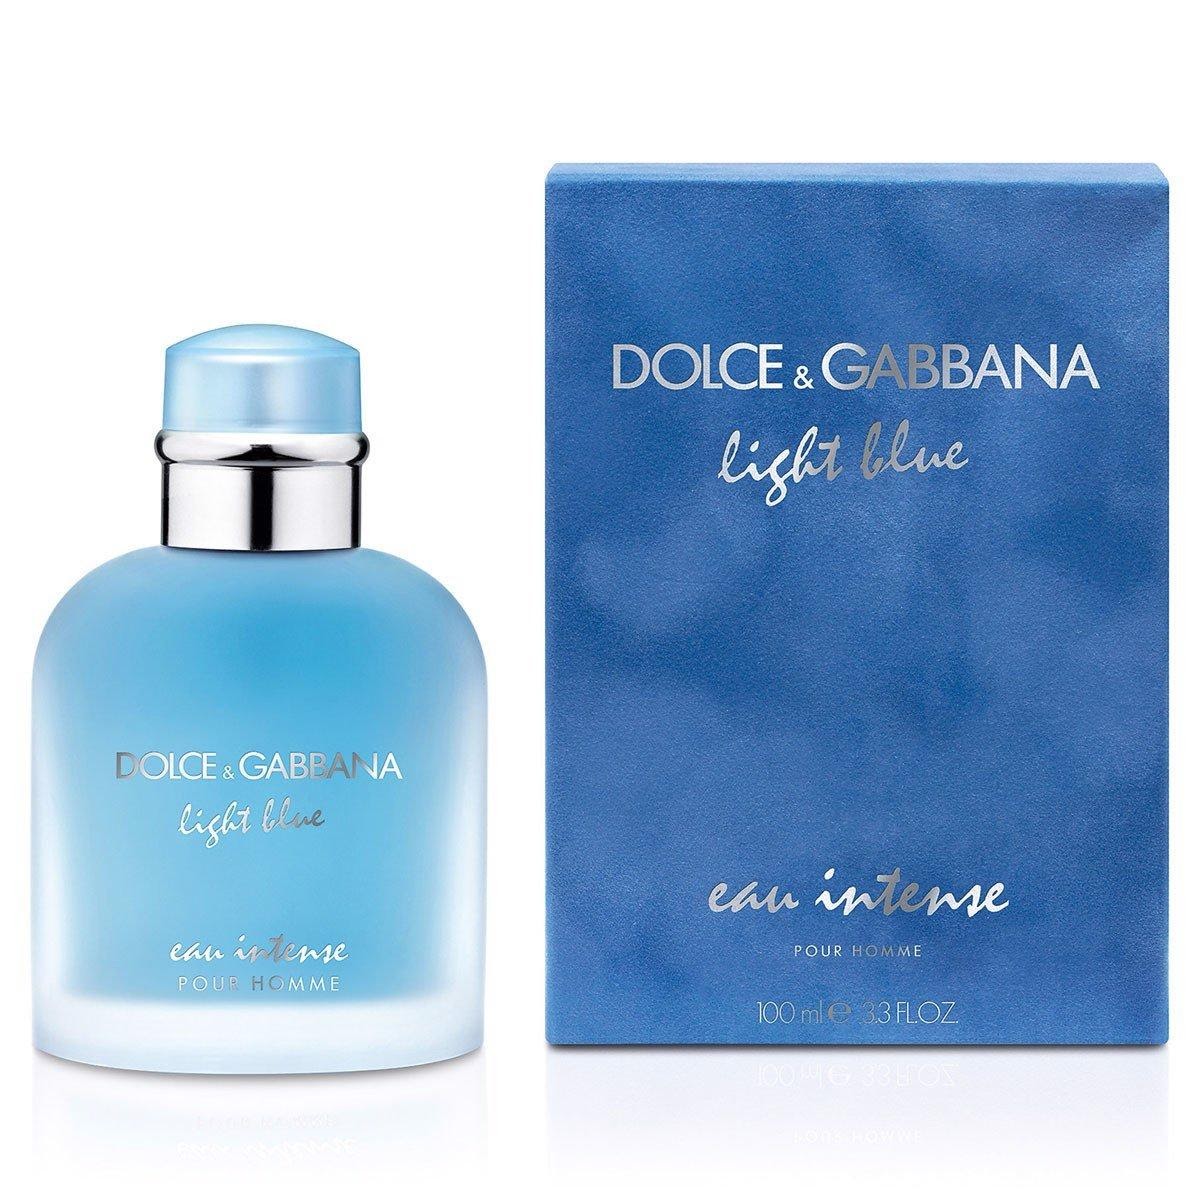 DOLCE & GABBANA
light blue
eau intense
POUR HOMME
DOLCE & GABBANA
light blue
eau intense
POUR HOMME
100 ml e 3.3 FL.OZ.